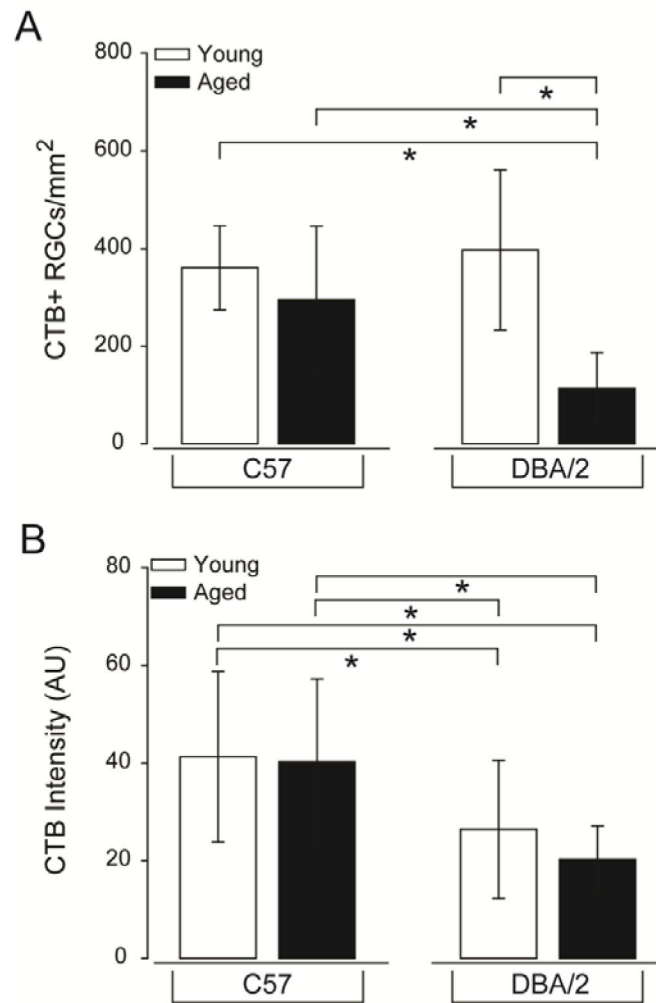 A
CTB+ RGCs/mm²
800
600
400
200
0
Young
Aged
*
*
*
C57
DBA/2
B
CTB Intensity (AU)
80
60
40
20
0
Young
Aged
*
*
*
*
C57
DBA/2